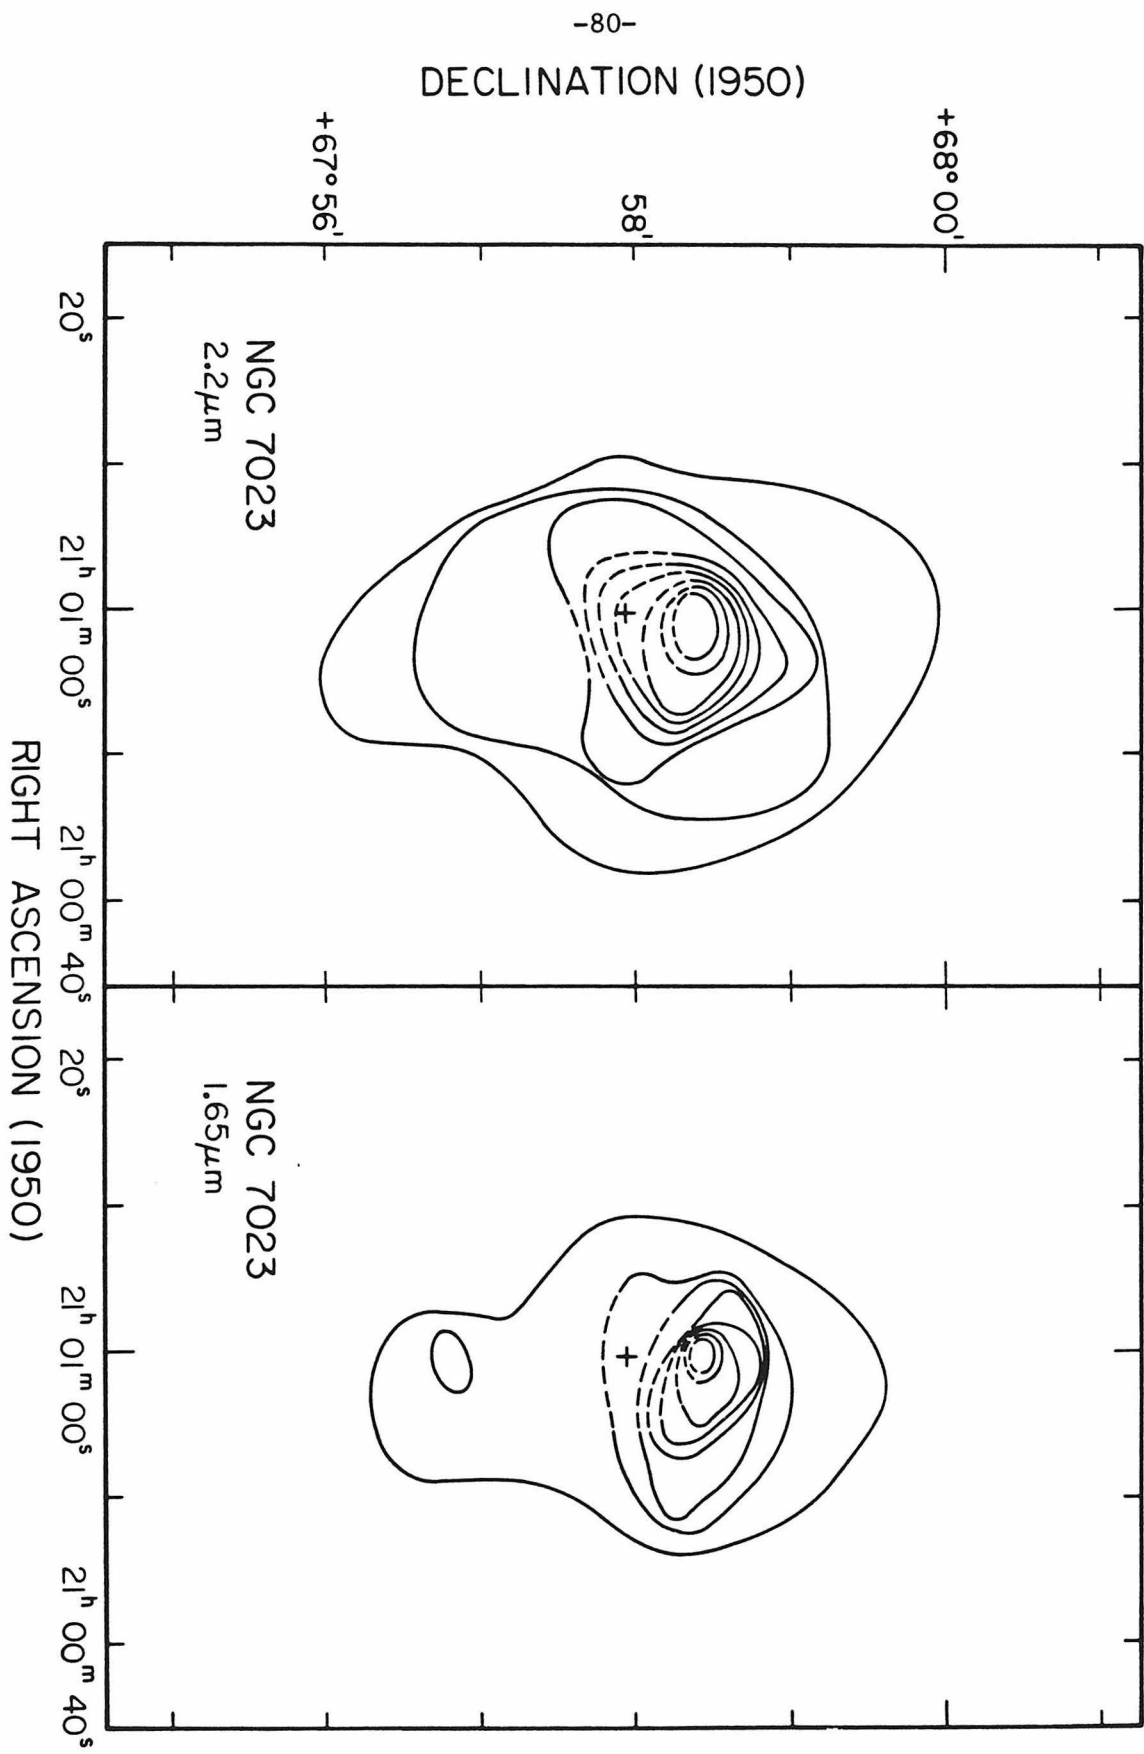 -80-
DECLINATION (1950)
+68° 00'
58'
+67° 56'
NGC 7023
2.2μm
20ˢ
21ʰ 01ᵐ 00ˢ
21ʰ 00ᵐ 40ˢ
NGC 7023
1.65μm
20ˢ
21ʰ 01ᵐ 00ˢ
21ʰ 00ᵐ 40ˢ
RIGHT ASCENSION (1950)